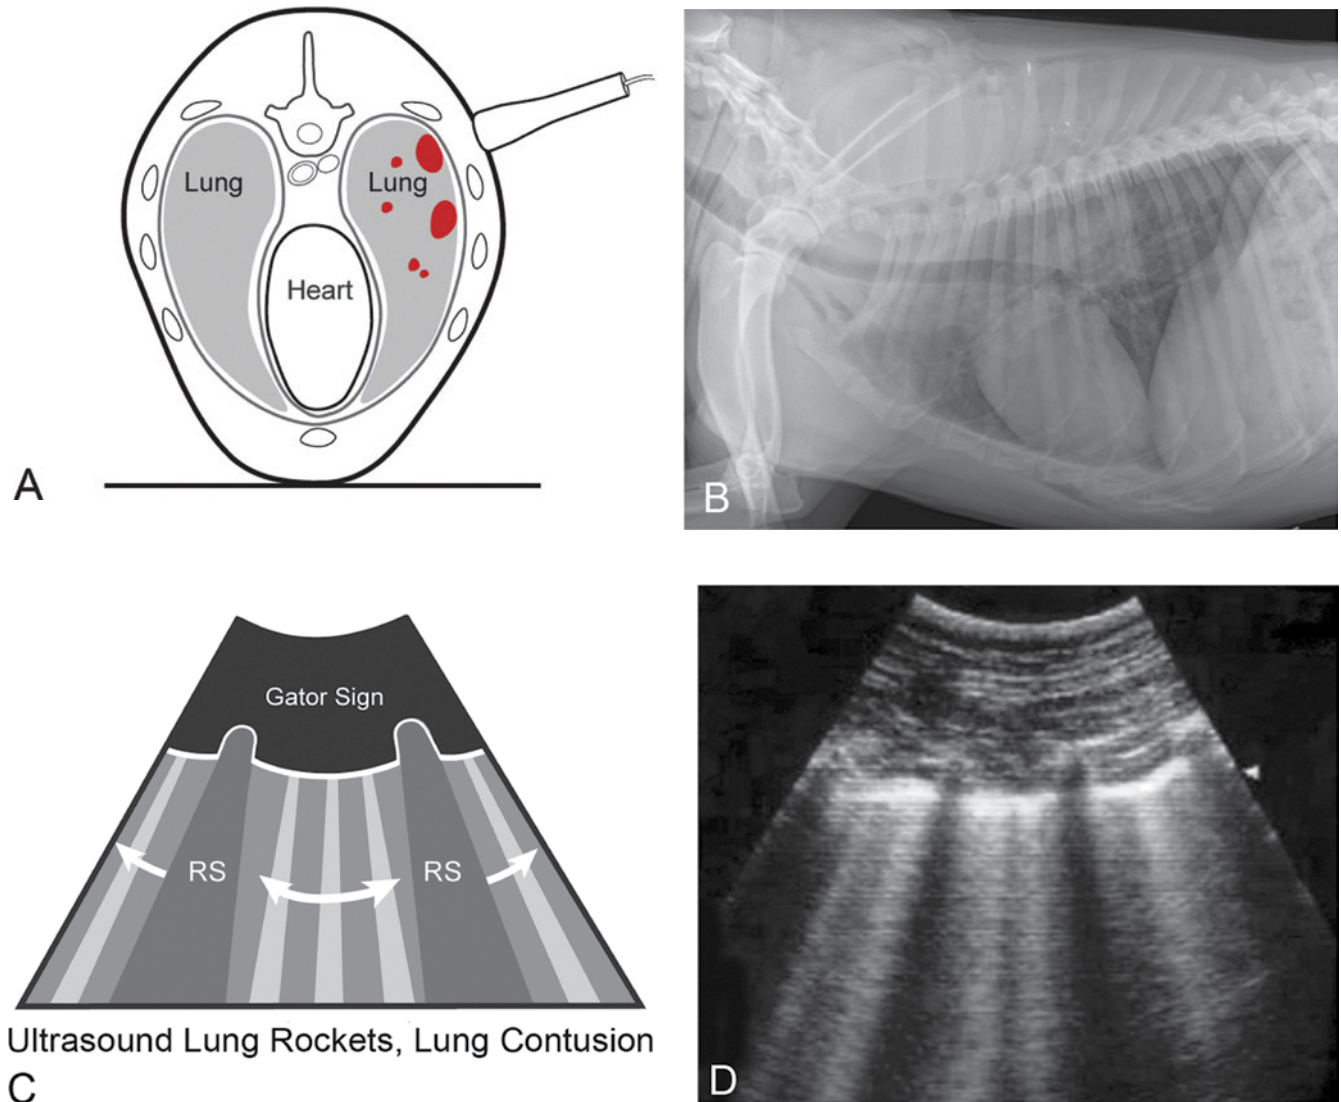 Lung
Lung
Heart
A
B
Gator Sign
RS
RS
Ultrasound Lung Rockets, Lung Contusion
C
D